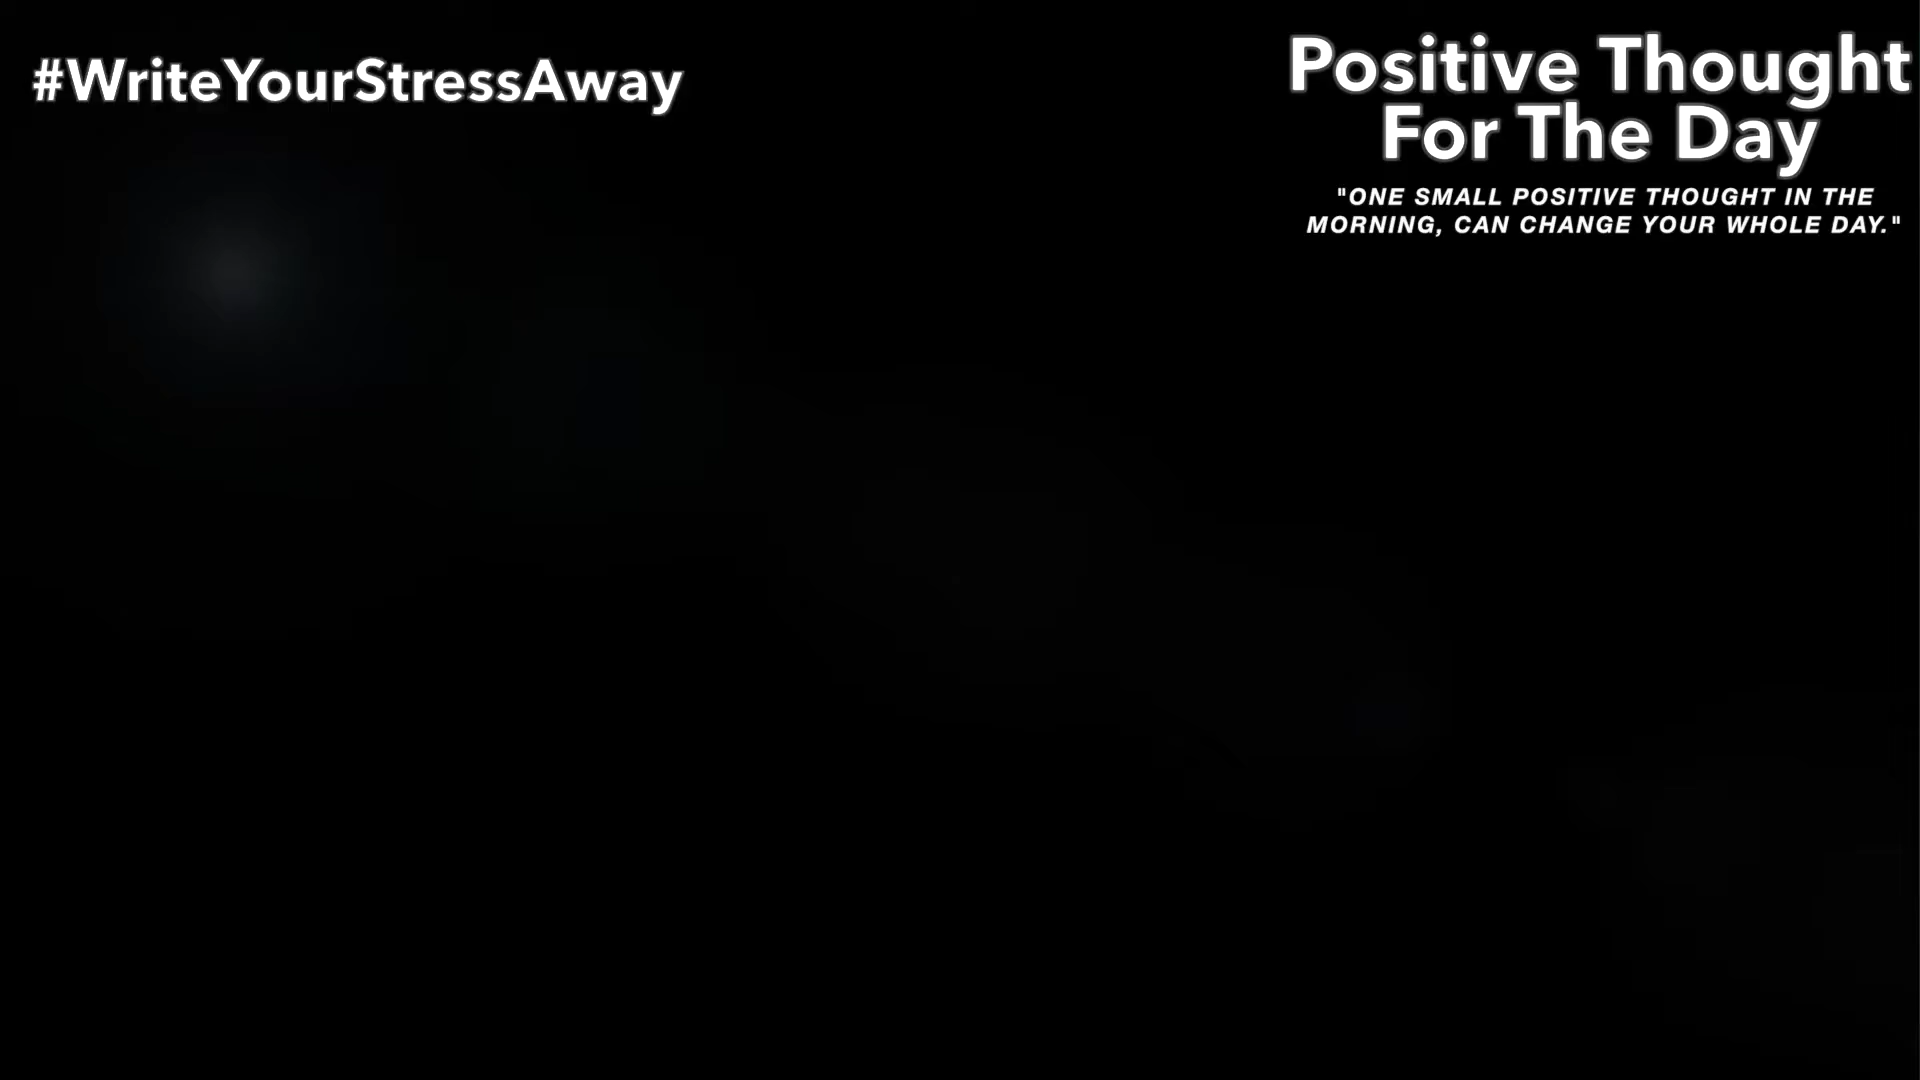 #WriteYourStressAway
Positive Thought
For The Day
"ONE SMALL POSITIVE THOUGHT IN THE
MORNING, CAN CHANGE YOUR WHOLE DAY."